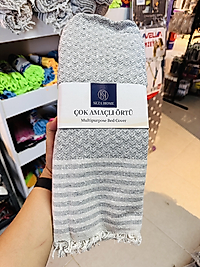 ÇOK AMAÇLI ÖRTÜ
Multipurpose Bed Cover